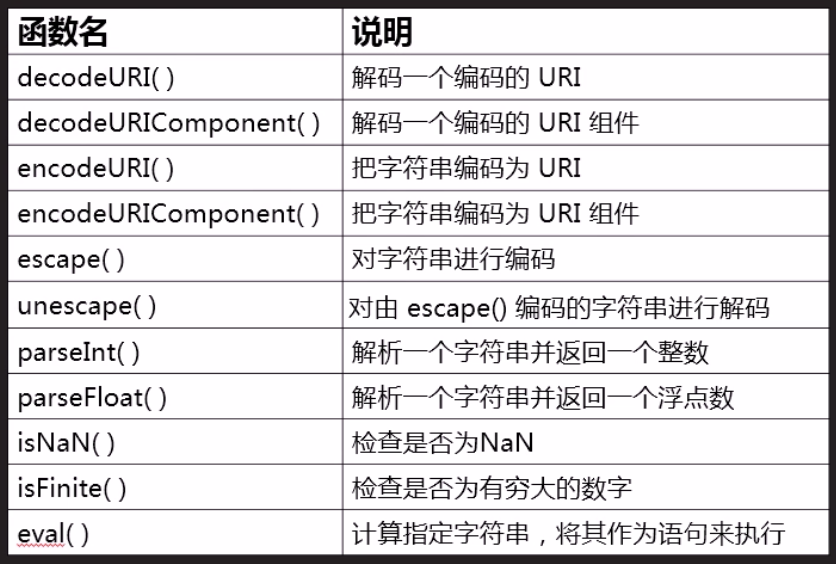 函数名 说明
decodeURI( ) 解码一个编码的 URI
decodeURIComponent( ) 解码一个编码的 URI 组件
encodeURI( ) 把字符串编码为 URI
encodeURIComponent( ) 把字符串编码为 URI 组件
escape( ) 对字符串进行编码
unescape( ) 对由 escape() 编码的字符串进行解码
parseInt( ) 解析一个字符串并返回一个整数
parseFloat( ) 解析一个字符串并返回一个浮点数
isNaN( ) 检查是否为NaN
isFinite( ) 检查是否为有穷大的数字
eval( ) 计算指定字符串，将其作为语句来执行